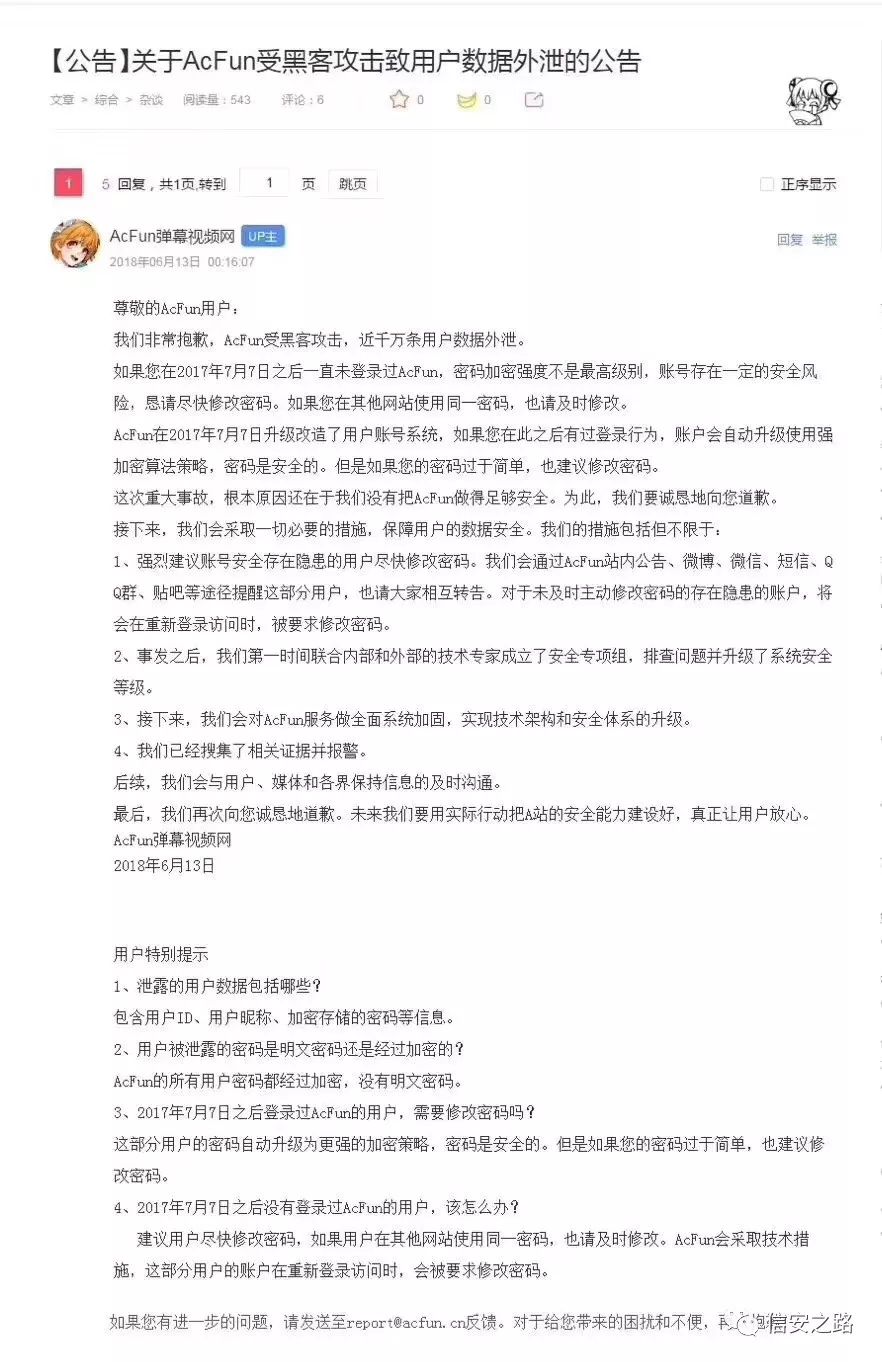 【公告】关于AcFun受黑客攻击致用户数据外泄的公告
文章 > 综合 > 杂谈 阅读量：543 评论：6 0 0
1 5 回复，共1页,转到 1 页 跳页 正序显示
AcFun弹幕视频网 UP主 回复 举报
2018年06月13日 00:16:07
尊敬的AcFun用户：
我们非常抱歉，AcFun受黑客攻击，近千万条用户数据外泄。
如果您在2017年7月7日之后一直未登录过AcFun，密码加密强度不是最高级别，账号存在一定的安全风
险，恳请尽快修改密码。如果您在其他网站使用同一密码，也请及时修改。
AcFun在2017年7月7日升级改造了用户账号系统，如果您在此之后有过登录行为，账户会自动升级使用强
加密算法策略，密码是安全的。但是如果您的密码过于简单，也建议修改密码。
这次重大事故，根本原因还在于我们没有把AcFun做得足够安全。为此，我们要诚恳地向您道歉。
接下来，我们会采取一切必要的措施，保障用户的数据安全。我们的措施包括但不限于：
1、强烈建议账号安全存在隐患的用户尽快修改密码。我们会通过AcFun站内公告、微博、微信、短信、Q
Q群、贴吧等途径提醒这部分用户，也请大家相互转告。对于未及时主动修改密码的存在隐患的账户，将
会在重新登录访问时，被要求修改密码。
2、事发之后，我们第一时间联合内部和外部的技术专家成立了安全专项组，排查问题并升级了系统安全
等级。
3、接下来，我们会对AcFun服务做全面系统加固，实现技术架构和安全体系的升级。
4、我们已经搜集了相关证据并报警。
后续，我们会与用户、媒体和各界保持信息的及时沟通。
最后，我们再次向您诚恳地道歉。未来我们要用实际行动把A站的安全能力建设好，真正让用户放心。
AcFun弹幕视频网
2018年6月13日
用户特别提示
1、泄露的用户数据包括哪些？
包含用户ID、用户昵称、加密存储的密码等信息。
2、用户被泄露的密码是明文密码还是经过加密的？
AcFun的所有用户密码都经过加密，没有明文密码。
3、2017年7月7日之后登录过AcFun的用户，需要修改密码吗？
这部分用户的密码自动升级为更强的加密策略，密码是安全的。但是如果您的密码过于简单，也建议修
改密码。
4、2017年7月7日之后没有登录过AcFun的用户，该怎么办？
建议用户尽快修改密码，如果用户在其他网站使用同一密码，也请及时修改。AcFun会采取技术措
施，这部分用户的账户在重新登录访问时，会被要求修改密码。
如果您有进一步的问题，请发送至report@acfun.cn反馈。对于给您带来的困扰和不便，
信安之路